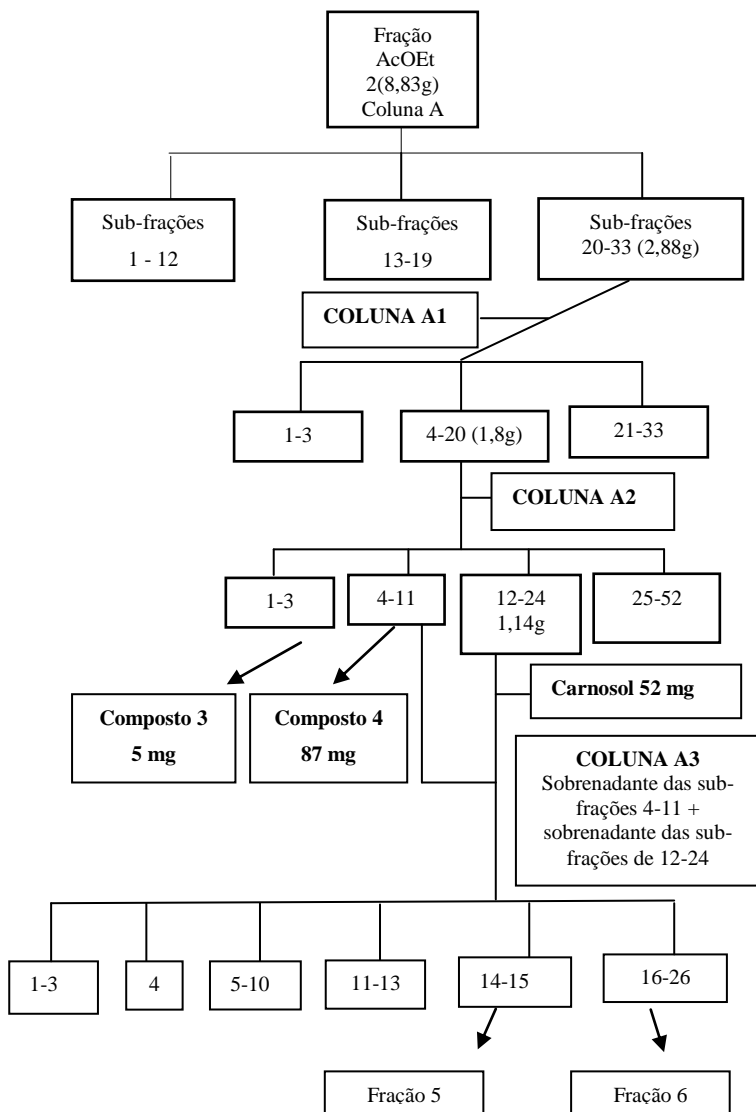 Fração
AcOEt
2(8,83g)
Coluna A
Sub-frações
1 - 12
Sub-frações
13-19
Sub-frações
20-33 (2,88g)
COLUNA A1
1-3
4-20 (1,8g)
21-33
COLUNA A2
1-3
4-11
12-24
1,14g
25-52
Composto 3
5 mg
Composto 4
87 mg
Carnosol 52 mg
COLUNA A3
Sobrenadante das sub-
frações 4-11 +
sobrenadante das sub-
frações de 12-24
1-3
4
5-10
11-13
14-15
16-26
Fração 5
Fração 6